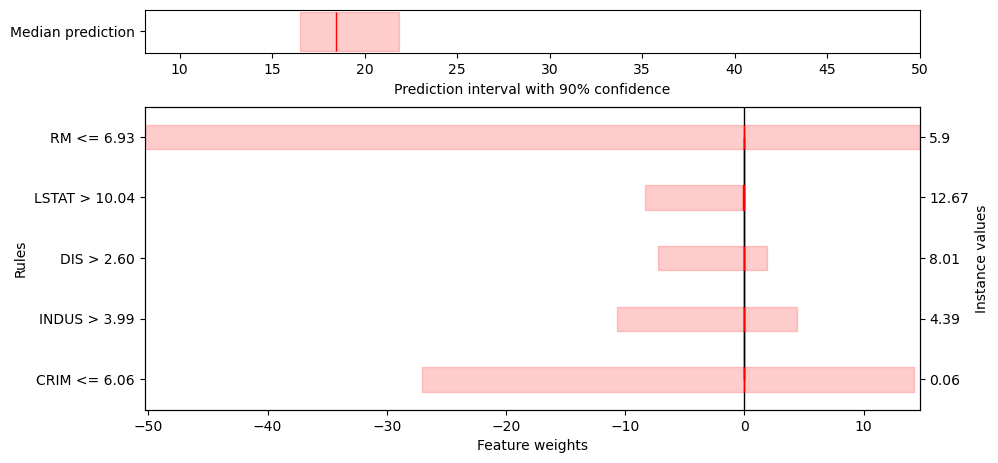 Median prediction
10 15 20 25 30 35 40 45 50
Prediction interval with 90% confidence
Rules
RM <= 6.93 5.9
LSTAT > 10.04 12.67
DIS > 2.60 8.01
INDUS > 3.99 4.39
CRIM <= 6.06 0.06
Instance values
−50 −40 −30 −20 −10 0 10
Feature weights